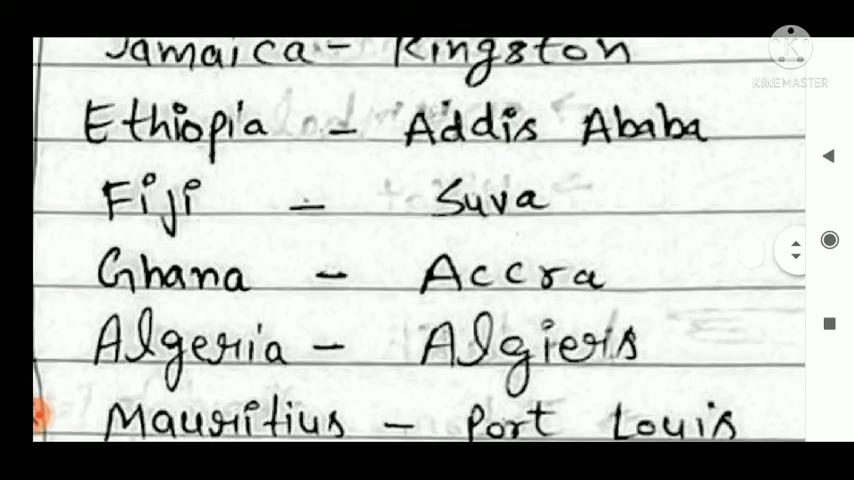 Jamaica - Kingston
KINEMASTER
Ethiopia - Addis Ababa
Fiji - Suva
Ghana - Accra
Algeria - Algiers
Mauritius - Port Louis